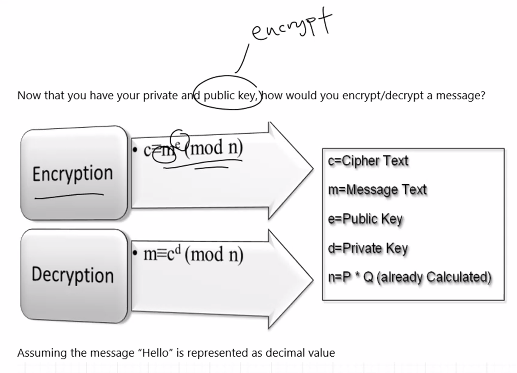 encrypt
Now that you have your private and public key, how would you encrypt/decrypt a message?
Encryption
• c≡mᵉ (mod n)
Decryption
• m≡cᵈ (mod n)
c=Cipher Text
m=Message Text
e=Public Key
d=Private Key
n=P * Q (already Calculated)
Assuming the message “Hello” is represented as decimal value